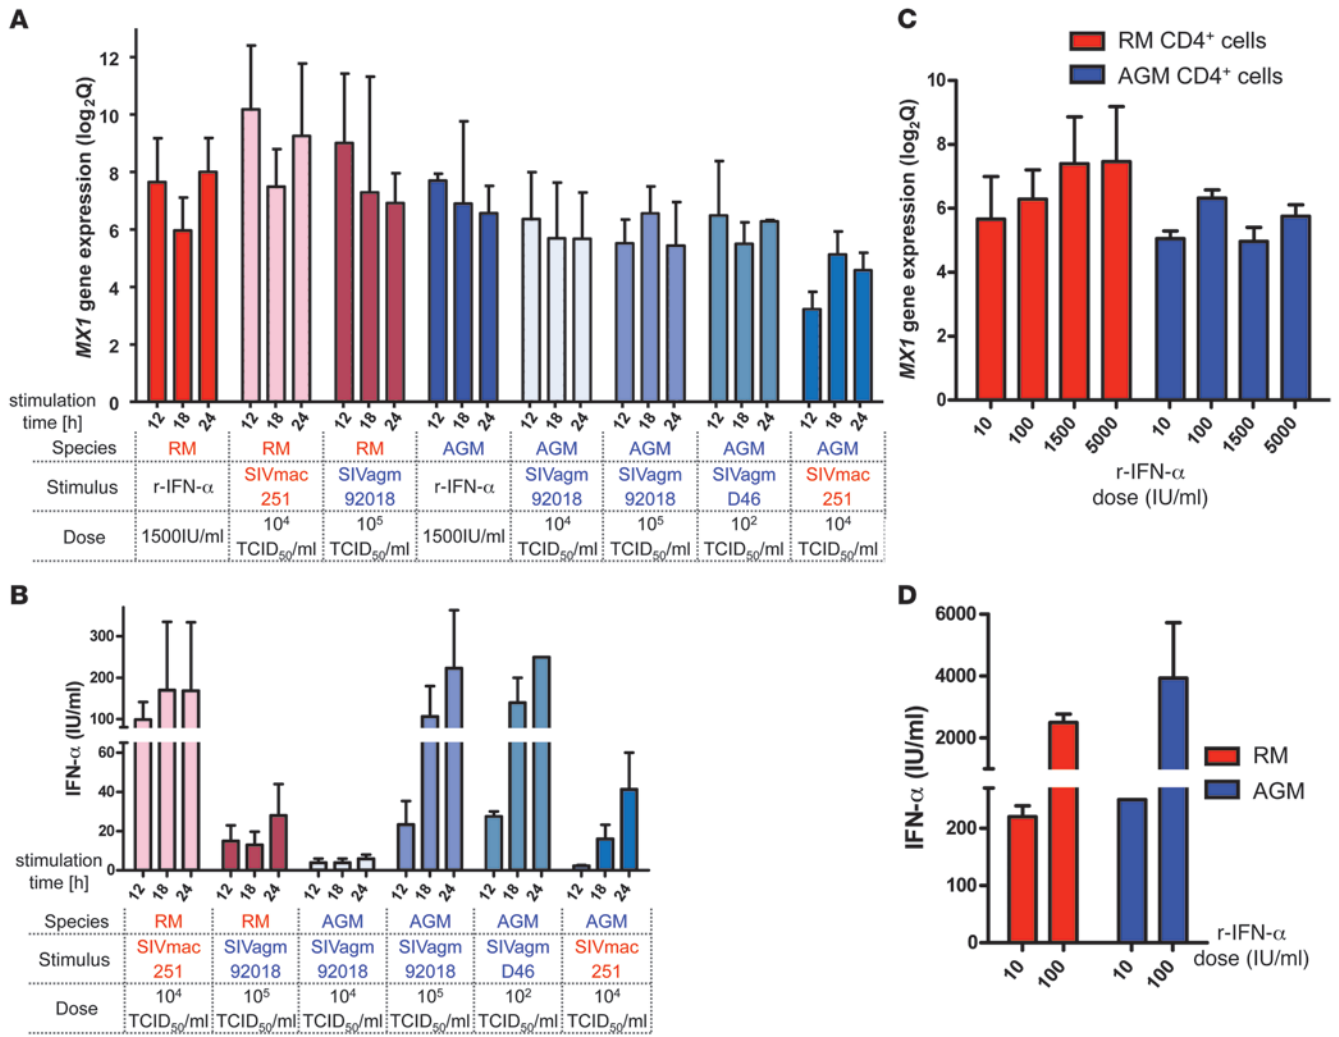 A
MX1 gene expression (log2Q)
12
10
8
6
4
2
0
stimulation
time [h]
12 18 24 12 18 24 12 18 24 12 18 24 12 18 24 12 18 24 12 18 24 12 18 24
Species RM RM RM AGM AGM AGM AGM AGM
Stimulus r-IFN-α SIVmac 251 SIVagm 92018 r-IFN-α SIVagm 92018 SIVagm 92018 SIVagm D46 SIVmac 251
Dose 1500IU/ml 10⁴ TCID₅₀/ml 10⁵ TCID₅₀/ml 1500IU/ml 10⁴ TCID₅₀/ml 10⁵ TCID₅₀/ml 10² TCID₅₀/ml 10⁴ TCID₅₀/ml
B
IFN-α (IU/ml)
300
200
100
60
40
20
0
stimulation
time [h]
12 18 24 12 18 24 12 18 24 12 18 24 12 18 24 12 18 24
Species RM RM AGM AGM AGM AGM
Stimulus SIVmac 251 SIVagm 92018 SIVagm 92018 SIVagm 92018 SIVagm D46 SIVmac 251
Dose 10⁴ TCID₅₀/ml 10⁵ TCID₅₀/ml 10⁴ TCID₅₀/ml 10⁵ TCID₅₀/ml 10² TCID₅₀/ml 10⁴ TCID₅₀/ml
C
RM CD4⁺ cells
AGM CD4⁺ cells
MX1 gene expression (log₂Q)
10
8
6
4
2
0
10 100 1500 5000 10 100 1500 5000
r-IFN-α
dose (IU/ml)
D
IFN-α (IU/ml)
6000
4000
2000
200
100
0
RM
AGM
10 100 10 100
r-IFN-α
dose (IU/ml)